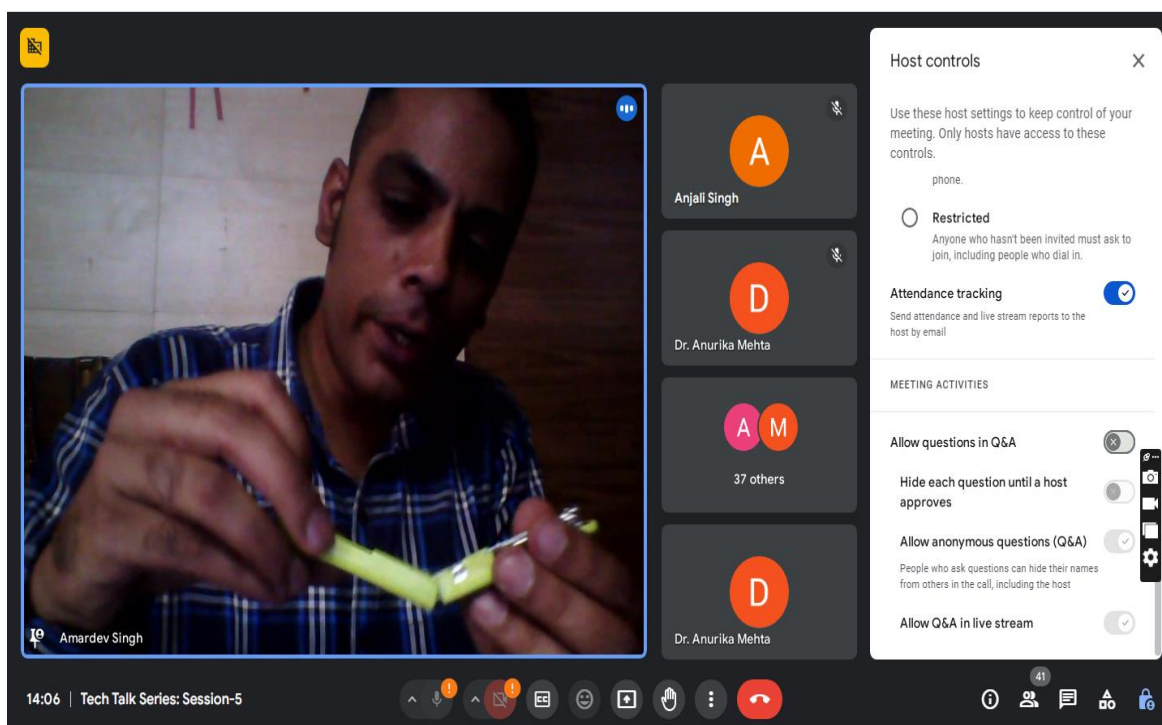 Host controls
Use these host settings to keep control of your
meeting. Only hosts have access to these
controls.
phone.
Restricted
Anyone who hasn't been invited must ask to
join, including people who dial in.
Attendance tracking
Send attendance and live stream reports to the
host by email
MEETING ACTIVITIES
Allow questions in Q&A
Hide each question until a host
approves
Allow anonymous questions (Q&A)
People who ask questions can hide their names
from others in the call, including the host
Allow Q&A in live stream
A
Anjali Singh
D
Dr. Anurika Mehta
A M
37 others
D
Dr. Anurika Mehta
Amardev Singh
14:06 | Tech Talk Series: Session-5
CC
41